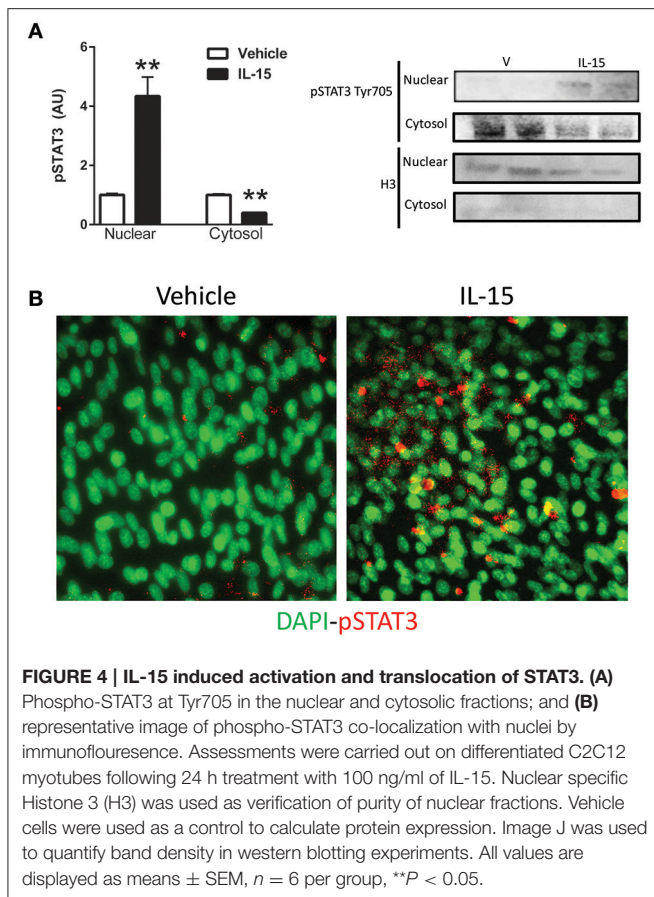 A
pSTAT3 (AU)
6
4
2
0
Vehicle
IL-15
**
**
Nuclear
Cytosol
V
IL-15
pSTAT3 Tyr705
Nuclear
Cytosol
H3
Nuclear
Cytosol
B
Vehicle
IL-15
DAPI-pSTAT3
FIGURE 4 | IL-15 induced activation and translocation of STAT3. (A)
Phospho-STAT3 at Tyr705 in the nuclear and cytosolic fractions; and (B)
representative image of phospho-STAT3 co-localization with nuclei by
immunoflouresence. Assessments were carried out on differentiated C2C12
myotubes following 24 h treatment with 100 ng/ml of IL-15. Nuclear specific
Histone 3 (H3) was used as verification of purity of nuclear fractions. Vehicle
cells were used as a control to calculate protein expression. Image J was used
to quantify band density in western blotting experiments. All values are
displayed as means ± SEM, n = 6 per group, **P < 0.05.